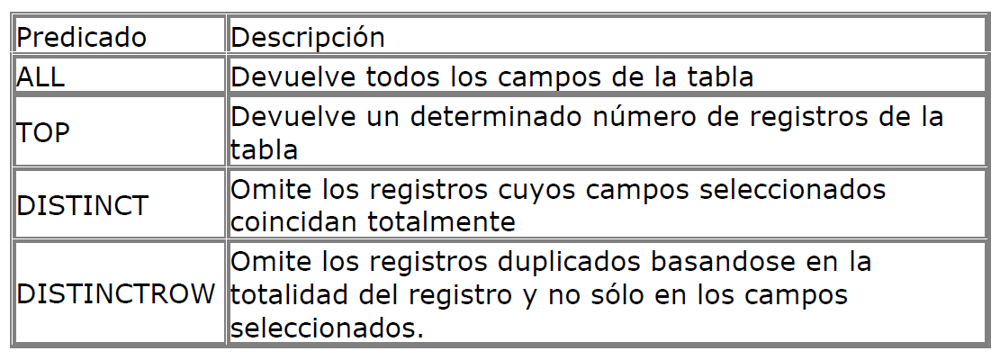 Predicado Descripción
ALL Devuelve todos los campos de la tabla
TOP Devuelve un determinado número de registros de la
tabla
DISTINCT Omite los registros cuyos campos seleccionados
coincidan totalmente
DISTINCTROW Omite los registros duplicados basandose en la
totalidad del registro y no sólo en los campos
seleccionados.